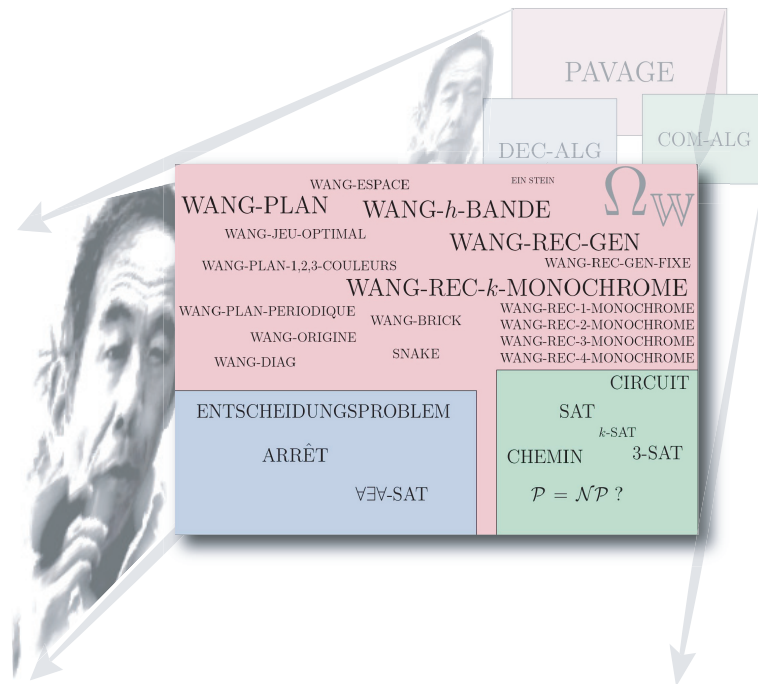 PAVAGE
DEC-ALG
COM-ALG
WANG-ESPACE
EIN STEIN
Ωw
WANG-PLAN
WANG-h-BANDE
WANG-JEU-OPTIMAL
WANG-REC-GEN
WANG-PLAN-1,2,3-COULEURS
WANG-REC-GEN-FIXE
WANG-REC-k-MONOCHROME
WANG-PLAN-PERIODIQUE
WANG-BRICK
WANG-REC-1-MONOCHROME
WANG-REC-2-MONOCHROME
WANG-ORIGINE
WANG-REC-3-MONOCHROME
SNAKE
WANG-REC-4-MONOCHROME
WANG-DIAG
ENTSCHEIDUNGSPROBLEM
ARRÊT
∀∃∀-SAT
CIRCUIT
SAT
k-SAT
CHEMIN
3-SAT
𝒫 = 𝒩𝒫 ?